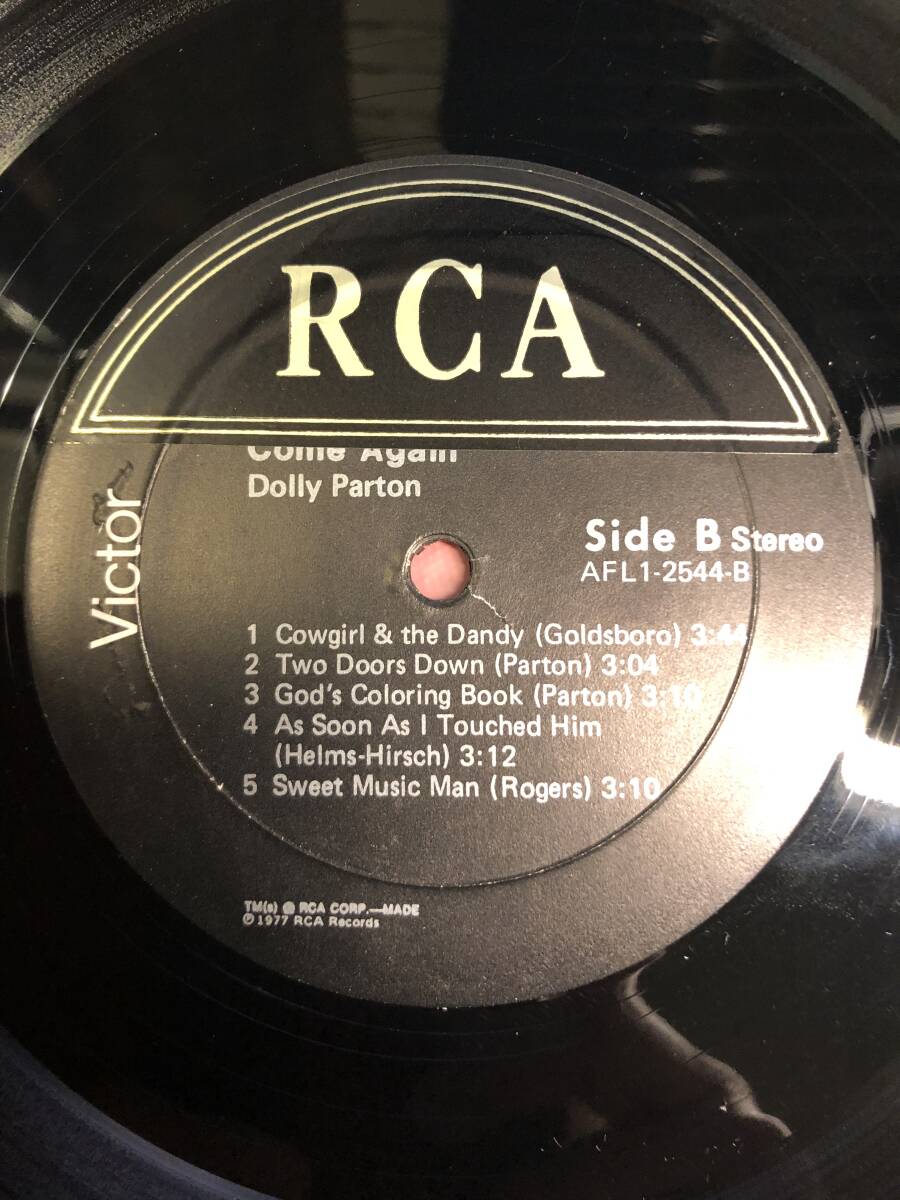 RCA
Come Again
Dolly Parton
Victor
Side B Stereo
AFL1-2544-B
1 Cowgirl & the Dandy (Goldsboro) 3:44
2 Two Doors Down (Parton) 3:04
3 God's Coloring Book (Parton) 3:10
4 As Soon As I Touched Him
(Helms-Hirsch) 3:12
5 Sweet Music Man (Rogers) 3:10
TM(s) ® RCA CORP.—MADE
℗ 1977 RCA Records